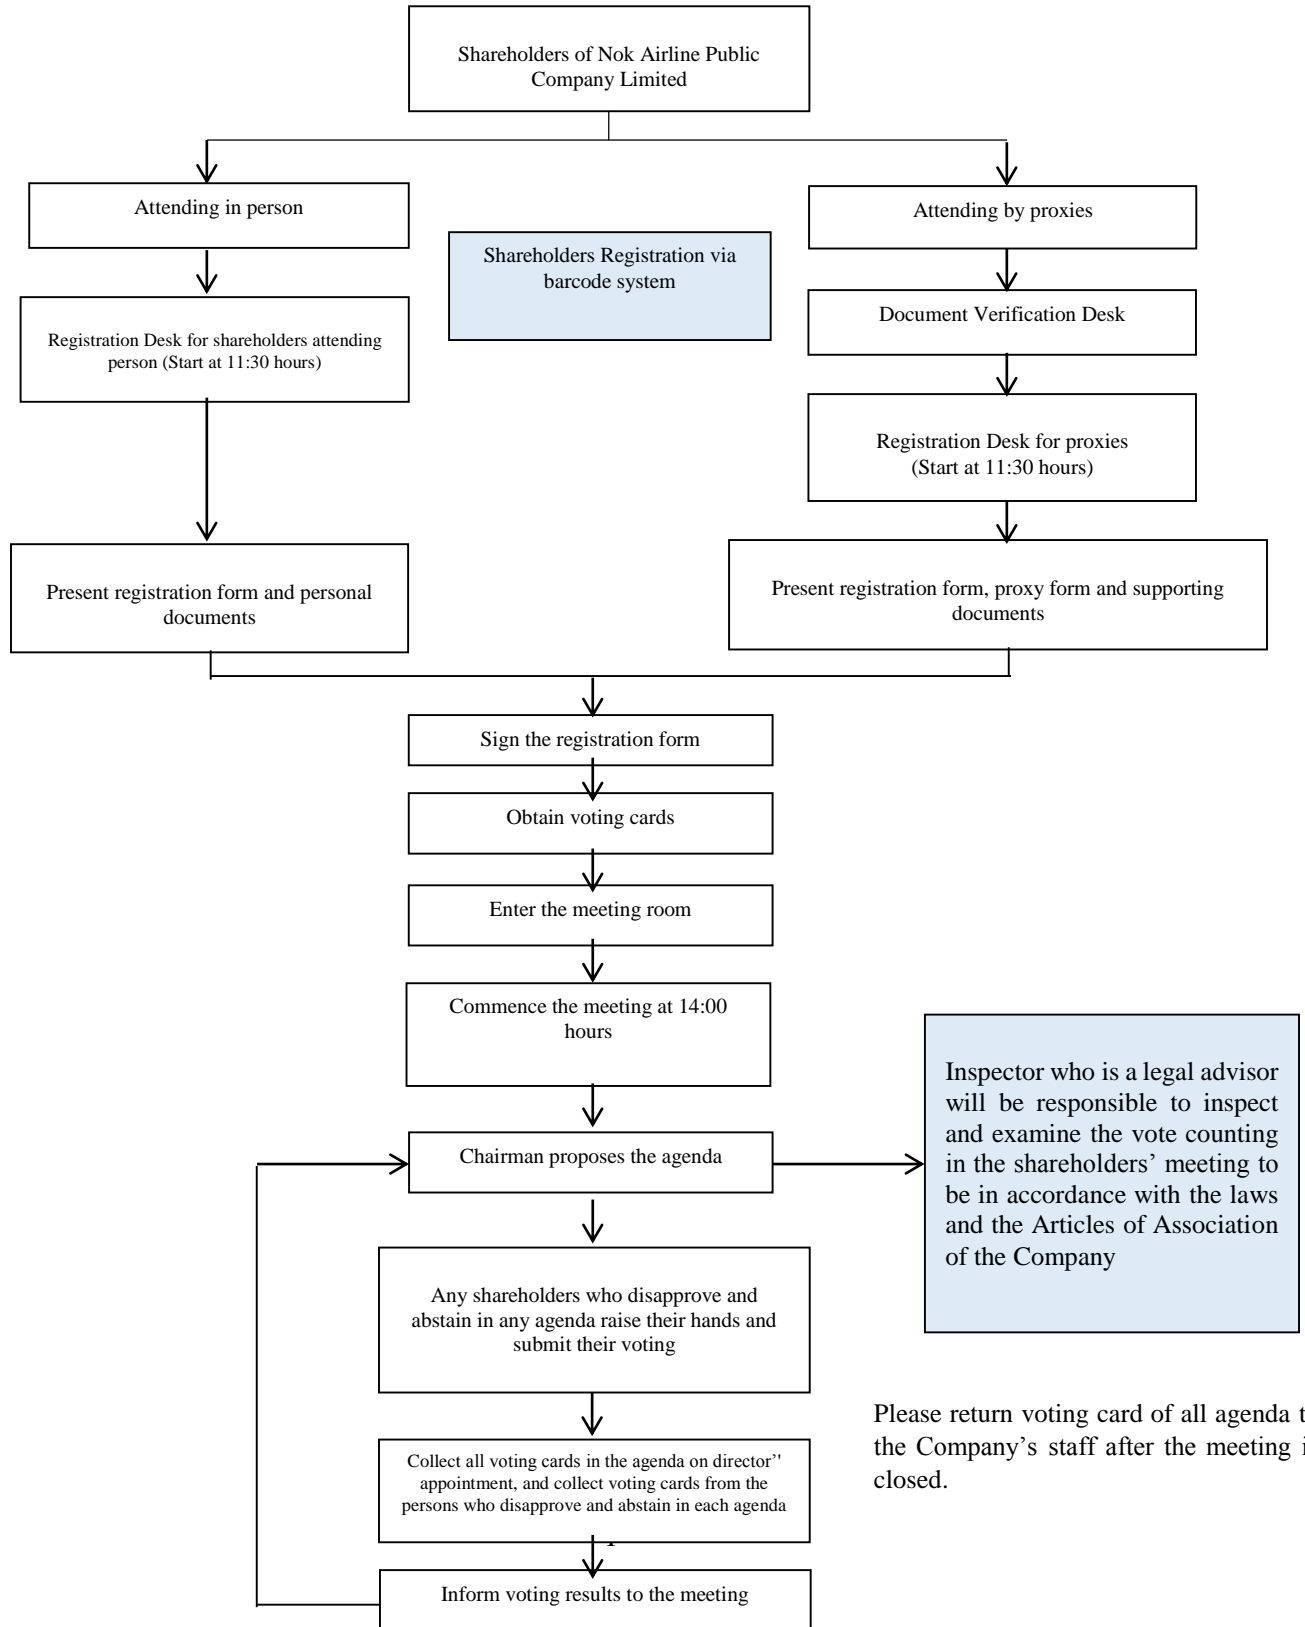 Shareholders of Nok Airline Public
Company Limited
Attending in person
Attending by proxies
Shareholders Registration via
barcode system
Registration Desk for shareholders attending
person (Start at 11:30 hours)
Document Verification Desk
Registration Desk for proxies
(Start at 11:30 hours)
Present registration form and personal
documents
Present registration form, proxy form and supporting
documents
Sign the registration form
Obtain voting cards
Enter the meeting room
Commence the meeting at 14:00
hours
Chairman proposes the agenda
Inspector who is a legal advisor
will be responsible to inspect
and examine the vote counting
in the shareholders’ meeting to
be in accordance with the laws
and the Articles of Association
of the Company
Any shareholders who disapprove and
abstain in any agenda raise their hands and
submit their voting
Please return voting card of all agenda
the Company’s staff after the meeting
closed.
Collect all voting cards in the agenda on director’'
appointment, and collect voting cards from the
persons who disapprove and abstain in each agenda
Inform voting results to the meeting